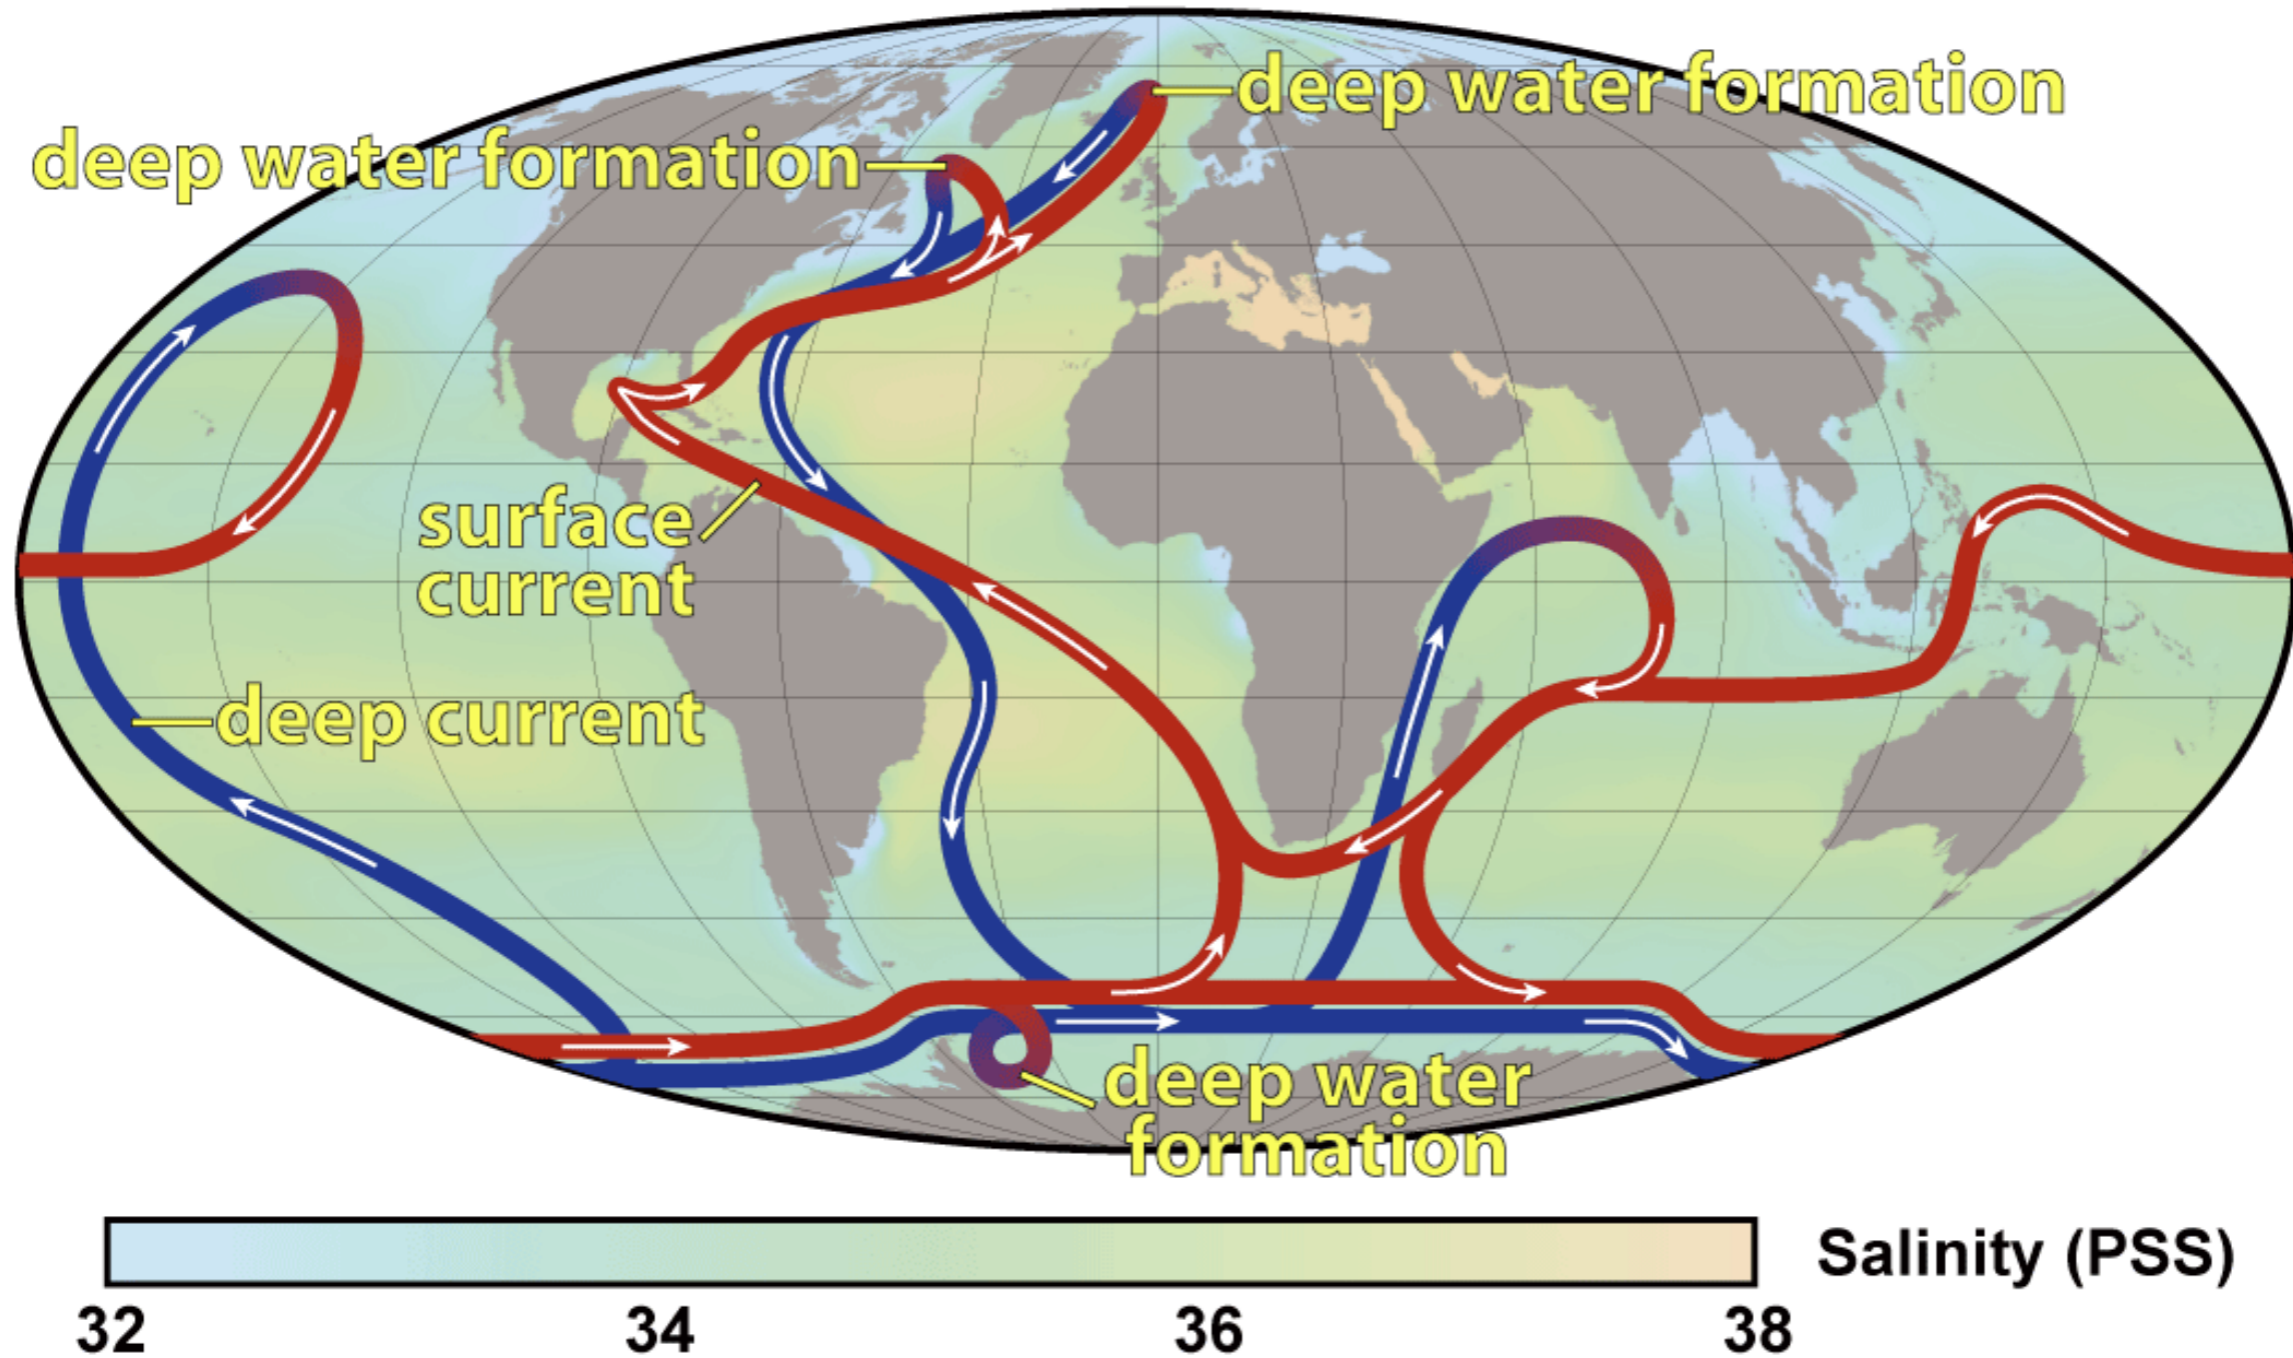 deep water formation
deep water formation
surface
current
deep current
deep water
formation
Salinity (PSS)
32 34 36 38